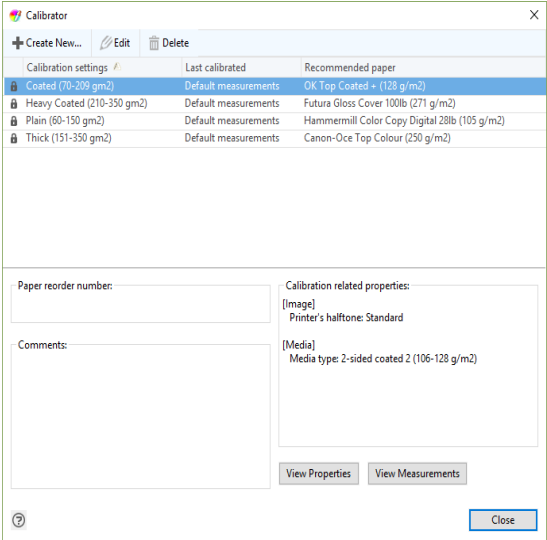 Calibrator
Create New... Edit Delete
Calibration settings Last calibrated Recommended paper
Coated (70-209 gm2) Default measurements OK Top Coated + (128 g/m2)
Heavy Coated (210-350 gm2) Default measurements Futura Gloss Cover 100lb (271 g/m2)
Plain (60-150 gm2) Default measurements Hammermill Color Copy Digital 28lb (105 g/m2)
Thick (151-350 gm2) Default measurements Canon-Oce Top Colour (250 g/m2)
Paper reorder number:
Comments:
Calibration related properties:
[Image]
Printer's halftone: Standard
[Media]
Media type: 2-sided coated 2 (106-128 g/m2)
View Properties View Measurements
Close